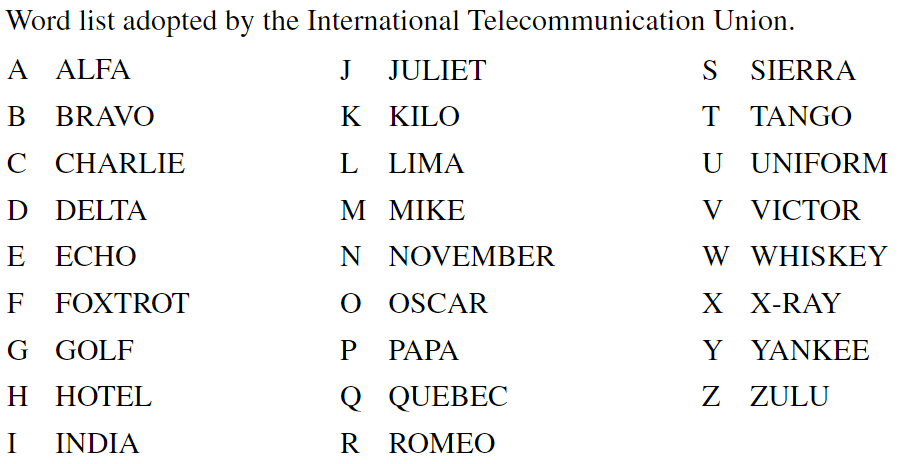 Word list adopted by the International Telecommunication Union.
A ALFA J JULIET S SIERRA
B BRAVO K KILO T TANGO
C CHARLIE L LIMA U UNIFORM
D DELTA M MIKE V VICTOR
E ECHO N NOVEMBER W WHISKEY
F FOXTROT O OSCAR X X-RAY
G GOLF P PAPA Y YANKEE
H HOTEL Q QUEBEC Z ZULU
I INDIA R ROMEO